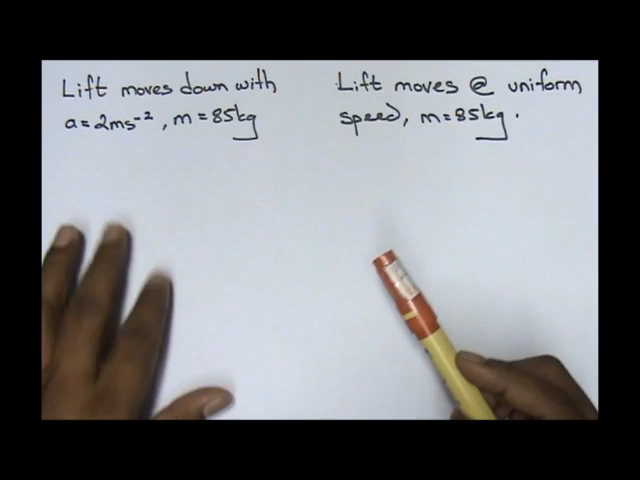 Lift moves down with
a = 2ms⁻², m = 85kg
Lift moves @ uniform
speed, m = 85kg.